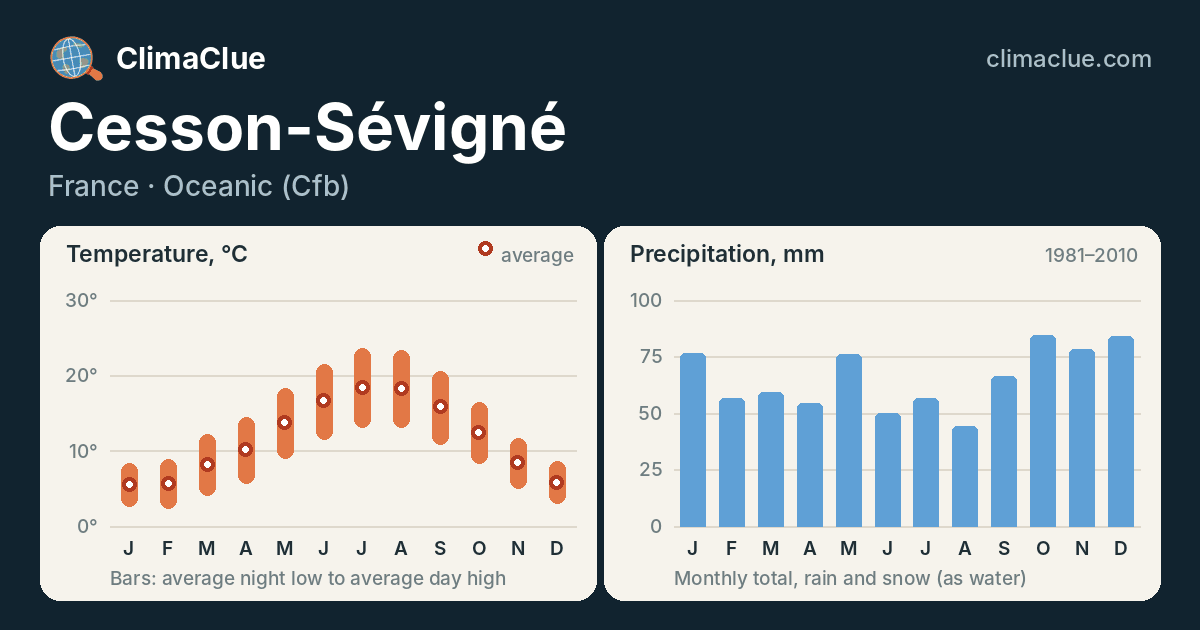 ClimaClue
climaclue.com
Cesson-Sévigné
France · Oceanic (Cfb)
Temperature, °C
average
30°
20°
10°
0°
J F M A M J J A S O N D
Bars: average night low to average day high
Precipitation, mm
1981–2010
100
75
50
25
0
J F M A M J J A S O N D
Monthly total, rain and snow (as water)